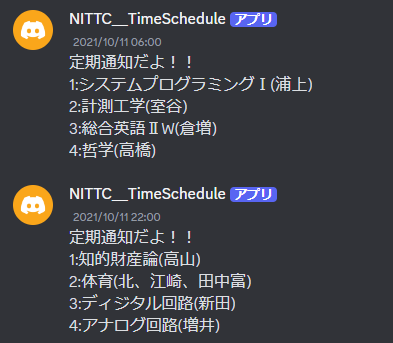 NITTC__TimeSchedule アプリ
2021/10/11 06:00
定期通知だよ！！
1:システムプログラミングⅠ(浦上)
2:計測工学(室谷)
3:総合英語ⅡW(倉増)
4:哲学(高橋)
NITTC__TimeSchedule アプリ
2021/10/11 22:00
定期通知だよ！！
1:知的財産論(高山)
2:体育(北、江崎、田中富)
3:ディジタル回路(新田)
4:アナログ回路(増井)